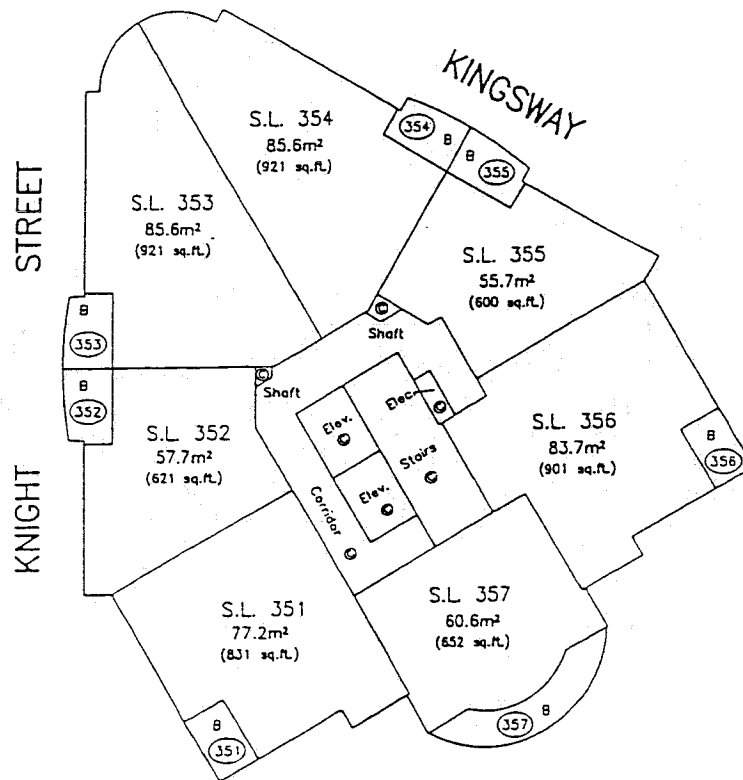 KINGSWAY
S.L. 354
85.6m²
(921 sq.ft.)
354
B
B
355
STREET
S.L. 353
85.6m²
(921 sq.ft.)
S.L. 355
55.7m²
(600 sq.ft.)
B
353
C
Shaft
C
Shaft
B
352
S.L. 352
57.7m²
(621 sq.ft.)
Elec.
C
Elev.
C
Stairs
C
Elev.
C
Corridor
C
S.L. 356
83.7m²
(901 sq.ft.)
B
356
KNIGHT
S.L. 351
77.2m²
(831 sq.ft.)
S.L. 357
60.6m²
(652 sq.ft.)
B
351
B
357